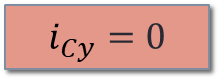 i_{Cy} = 0